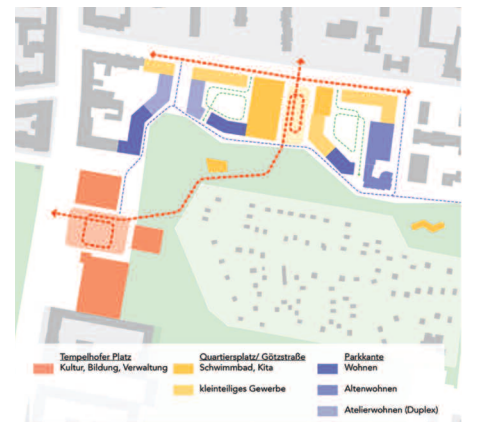 Tempelhofer Platz
Kultur, Bildung, Verwaltung
Quartiersplatz/ Götzstraße
Schwimmbad, Kita
kleinteiliges Gewerbe
Parkkante
Wohnen
Altenwohnen
Atelierwohnen (Duplex)